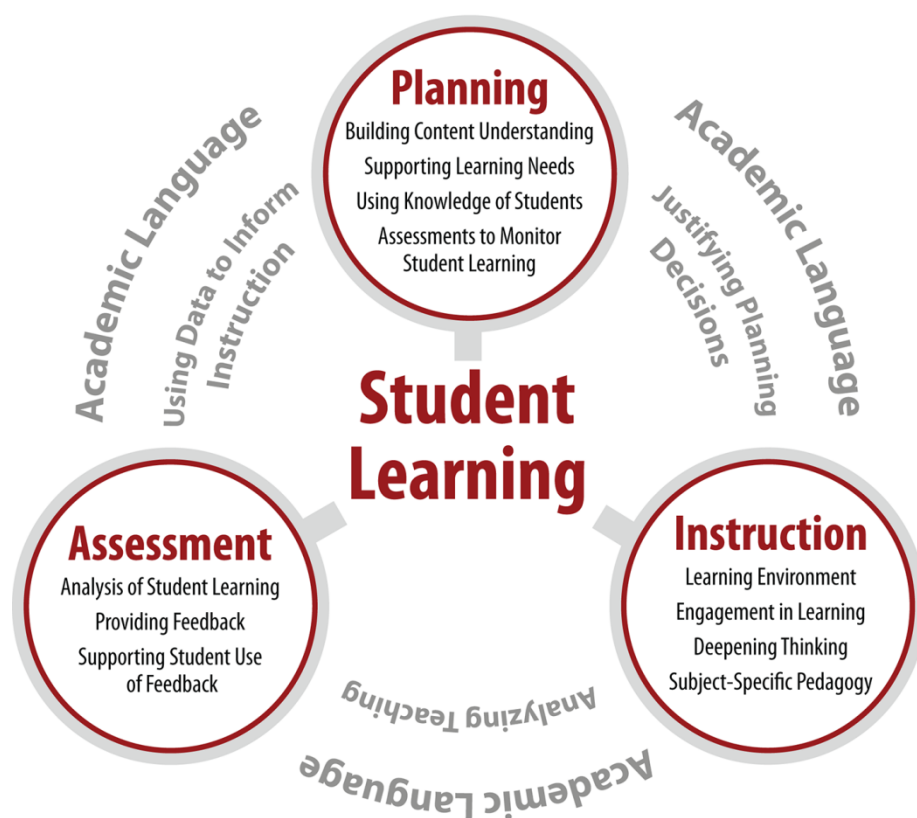 Planning
Building Content Understanding
Supporting Learning Needs
Using Knowledge of Students
Assessments to Monitor
Student Learning
Academic Language
Using Data to Inform
Instruction
Academic Language
Justifying Planning
Decisions
Student
Learning
Assessment
Analysis of Student Learning
Providing Feedback
Supporting Student Use
of Feedback
Instruction
Learning Environment
Engagement in Learning
Deepening Thinking
Subject-Specific Pedagogy
Analyzing Teaching
Academic Language